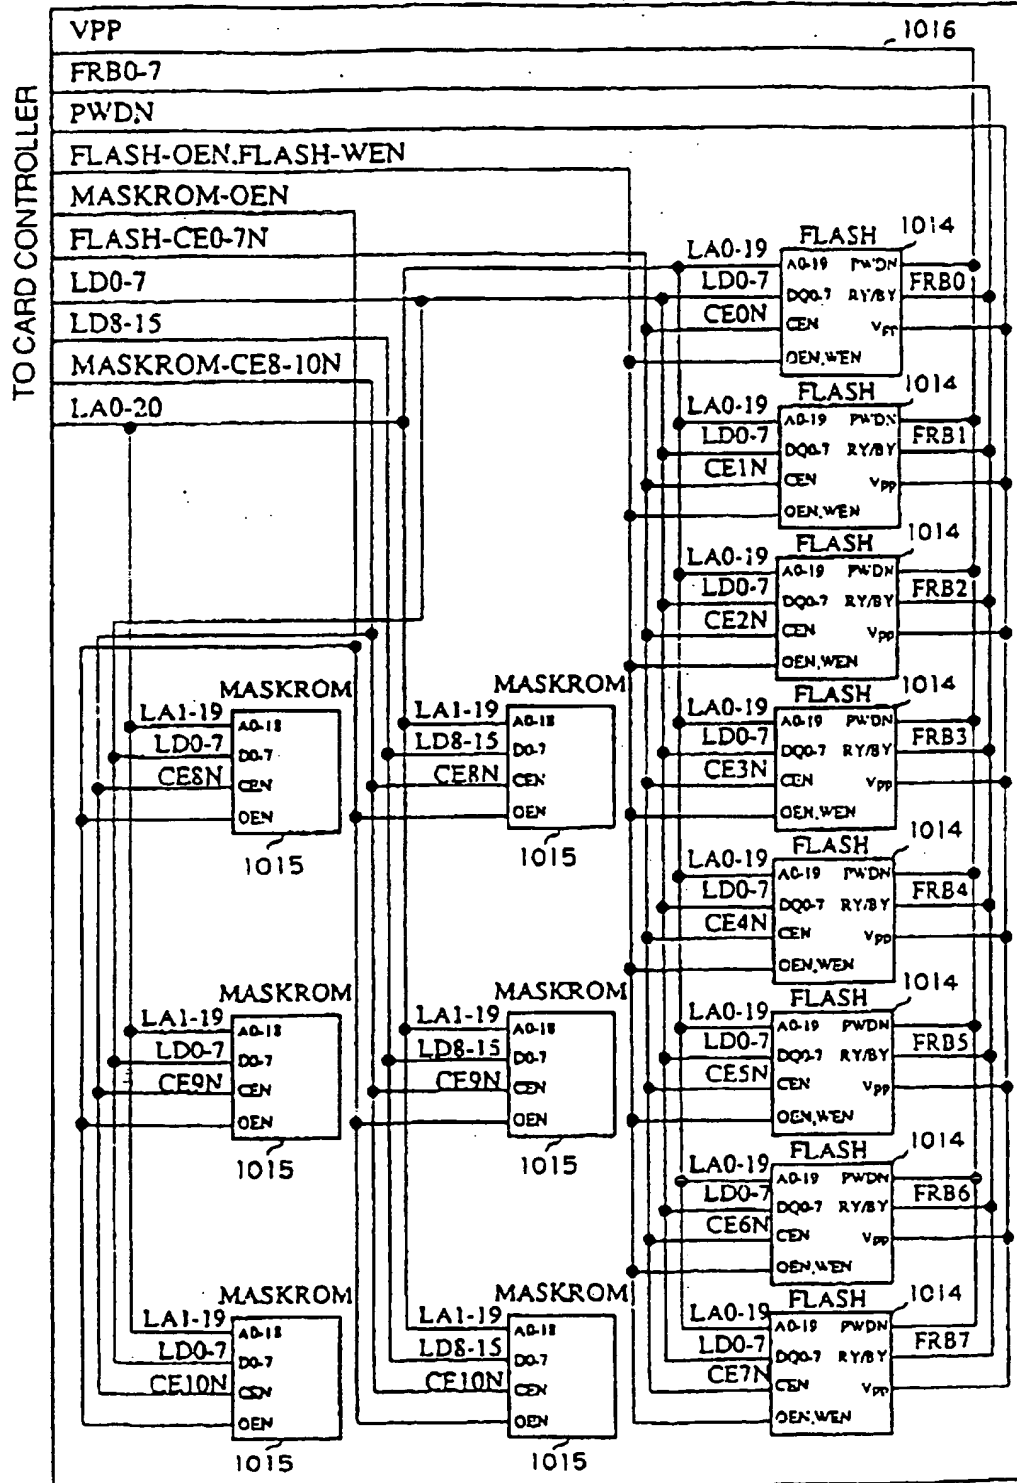 TO CARD CONTROLLER
VPP
1016
FRB0-7
PWDN
FLASH-OEN.FLASH-WEN
MASKROM-OEN
FLASH-CE0-7N
LD0-7
LD8-15
MASKROM-CE8-10N
LA0-20
FLASH 1014
LA0-19 A0-19 PWDN
LD0-7 DQ0-7 RY/BY FRB0
CE0N CEN
OEN,WEN
FLASH 1014
LA0-19 A0-19 PWDN
LD0-7 DQ0-7 RY/BY FRB1
CE1N CEN VPP
OEN,WEN
FLASH 1014
LA0-19 A0-19 PWDN
LD0-7 DQ0-7 RY/BY FRB2
CE2N CEN VPP
OEN,WEN
FLASH 1014
LA0-19 A0-19 PWDN
LD0-7 DQ0-7 RY/BY FRB3
CE3N CEN VPP
OEN,WEN
FLASH 1014
LA0-19 A0-19 PWDN
LD0-7 DQ0-7 RY/BY FRB4
CE4N CEN VPP
OEN,WEN
FLASH 1014
LA0-19 A0-19 PWDN
LD0-7 DQ0-7 RY/BY FRB5
CE5N CEN VPP
OEN,WEN
FLASH 1014
LA0-19 A0-19 PWDN
LD0-7 DQ0-7 RY/BY FRB6
CE6N CEN VPP
OEN,WEN
FLASH 1014
LA0-19 A0-19 PWDN
LD0-7 DQ0-7 RY/BY FRB7
CE7N CEN VPP
OEN,WEN
MASKROM
LA1-19 A0-18
LD0-7 D0-7
CE8N CEN
OEN
1015
MASKROM
LA1-19 A0-18
LD8-15 D0-7
CE8N CEN
OEN
1015
MASKROM
LA1-19 A0-18
LD0-7 D0-7
CE9N CEN
OEN
1015
MASKROM
LA1-19 A0-18
LD8-15 D0-7
CE9N CEN
OEN
1015
MASKROM
LA1-19 A0-18
LD0-7 D0-7
CE10N CEN
OEN
1015
MASKROM
LA1-19 A0-18
LD8-15 D0-7
CE10N CEN
OEN
1015